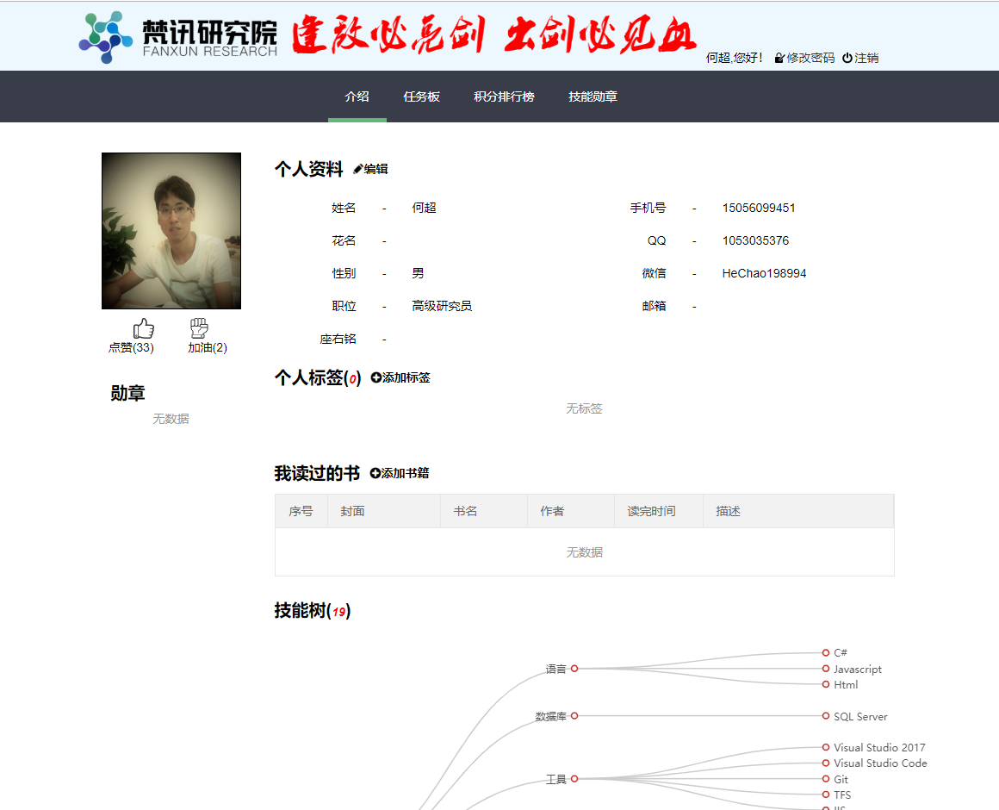 梵讯研究院
FANXUN RESEARCH
逢敌必亮剑 出剑必见血
何超,您好! 修改密码 注销
介绍 任务板 积分排行榜 技能勋章
个人资料 编辑
姓名 - 何超 手机号 - 15056099451
花名 - QQ - 1053035376
性别 - 男 微信 - HeChao198994
职位 - 高级研究员 邮箱 -
座右铭 -
点赞(33) 加油(2)
勋章
无数据
个人标签(0) 添加标签
无标签
我读过的书 添加书籍
序号 封面 书名 作者 读完时间 描述
无数据
技能树(19)
语言
C#
Javascript
Html
数据库
SQL Server
工具
Visual Studio 2017
Visual Studio Code
Git
TFS
IIS